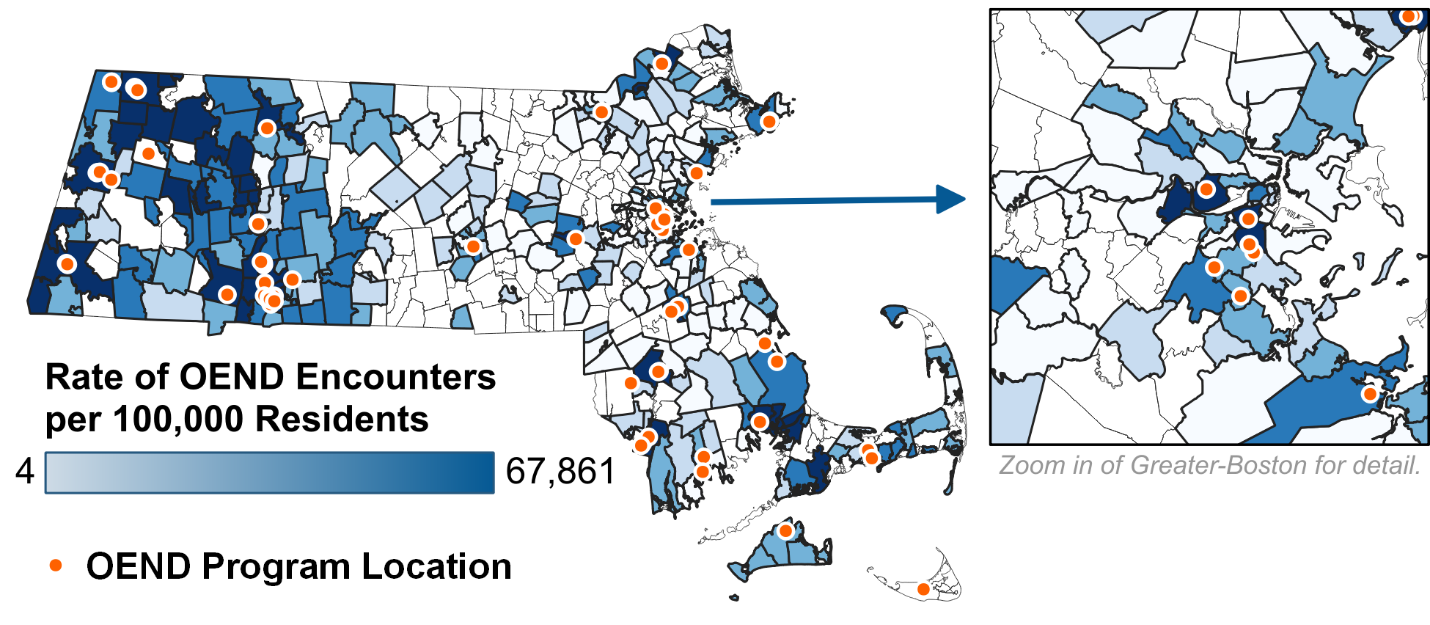 Rate of OEND Encounters
per 100,000 Residents
4
67,861
OEND Program Location
Zoom in of Greater-Boston for detail.